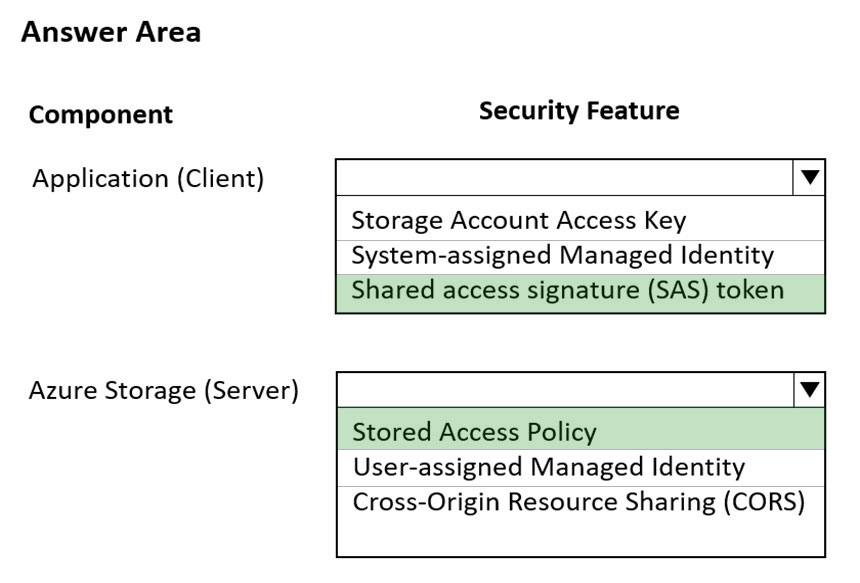 Answer Area
Component
Security Feature
Application (Client)
Storage Account Access Key
System-assigned Managed Identity
Shared access signature (SAS) token
Azure Storage (Server)
Stored Access Policy
User-assigned Managed Identity
Cross-Origin Resource Sharing (CORS)